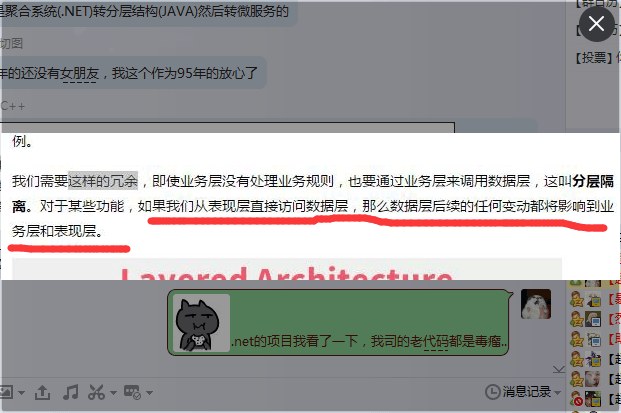 是聚合系统(.NET)转分层结构(JAVA)然后转微服务的
【投票】
切图
年的还没有女朋友，我这个作为95年的放心了
C++
例。
我们需要这样的冗余，即使业务层没有处理业务规则，也要通过业务层来调用数据层，这叫分层隔
离。对于某些功能，如果我们从表现层直接访问数据层，那么数据层后续的任何变动都将影响到业
务层和表现层。
Layered Architecture
.net的项目我看了一下，我司的老代码都是毒瘤..
消息记录